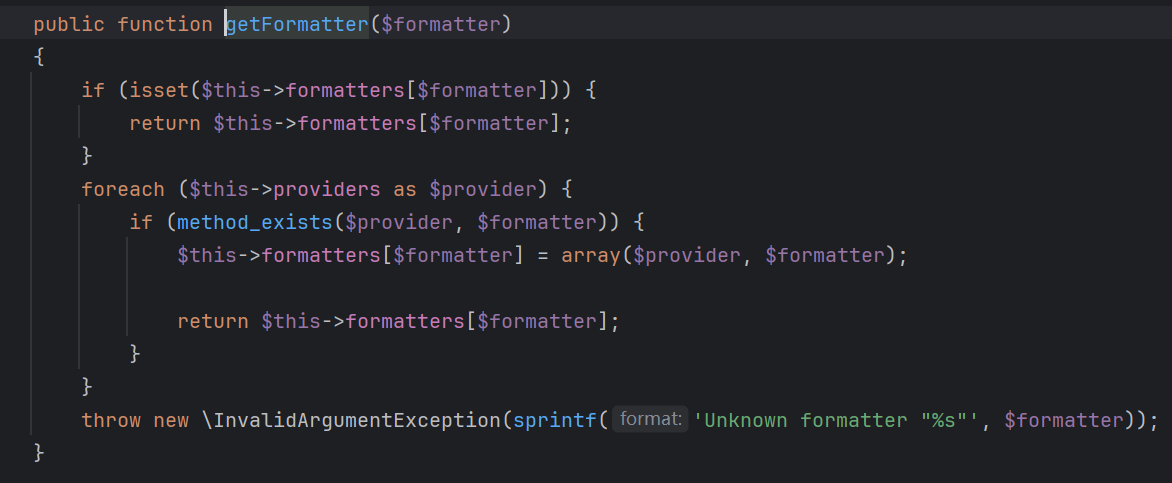 public function getFormatter($formatter)
{
    if (isset($this->formatters[$formatter])) {
        return $this->formatters[$formatter];
    }
    foreach ($this->providers as $provider) {
        if (method_exists($provider, $formatter)) {
            $this->formatters[$formatter] = array($provider, $formatter);

            return $this->formatters[$formatter];
        }
    }
    throw new \InvalidArgumentException(sprintf( format: 'Unknown formatter "%s"', $formatter));
}